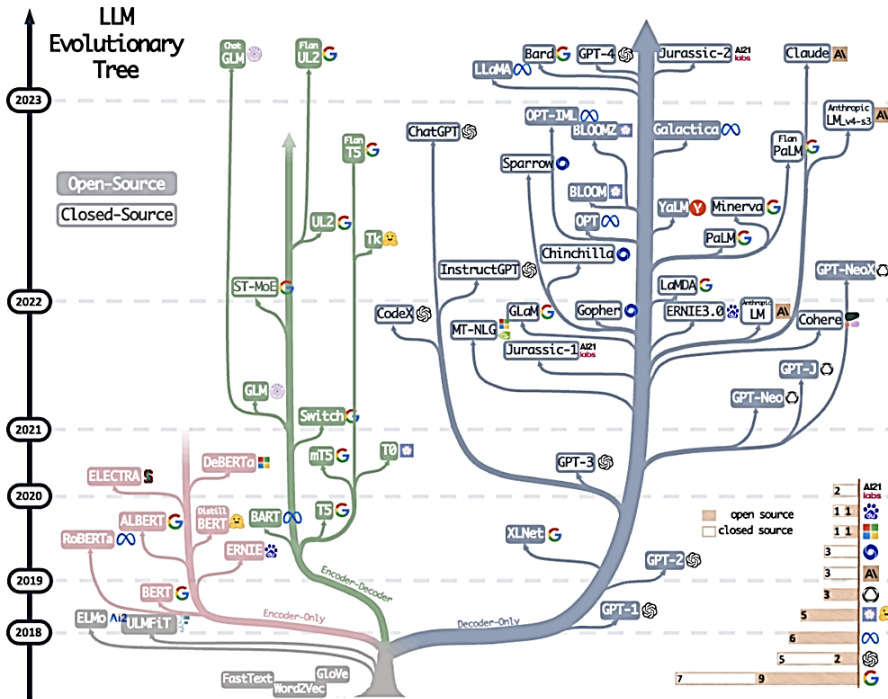 LLM
Evolutionary
Tree
2023
2022
2021
2020
2019
2018
Open-Source
Closed-Source
Chat
GLM
Flan
UL2
Flan
T5
UL2
Tk
ST-MoE
GLM
Switch
mT5
T0
BART
T5
Encoder-Decoder
ELECTRA
DeBERTa
ALBERT
Distill
BERT
RoBERTa
ERNIE
BERT
Encoder-Only
ELMo
AI2
ULMFiT
FastText
Word2Vec
GloVe
Bard
GPT-4
Jurassic-2
AI21
labs
Claude
A\
LLaMA
OPT-IML
BLOOMZ
Galactica
Anthropic
LM_v4-s3
A\
ChatGPT
Sparrow
Flan
PaLM
BLOOM
OPT
YaLM
Y
Minerva
PaLM
Chinchilla
InstructGPT
LaMDA
GPT-NeoX
CodeX
GLaM
MT-NLG
Gopher
ERNIE3.0
Anthropic
LM
A\
Cohere
Jurassic-1
AI21
labs
GPT-J
GPT-Neo
GPT-3
XLNet
GPT-2
GPT-1
Decoder-Only
open source
closed source
2
AI21
labs
1 1
1 1
3
3
A\
3
5
6
5 2
7 9